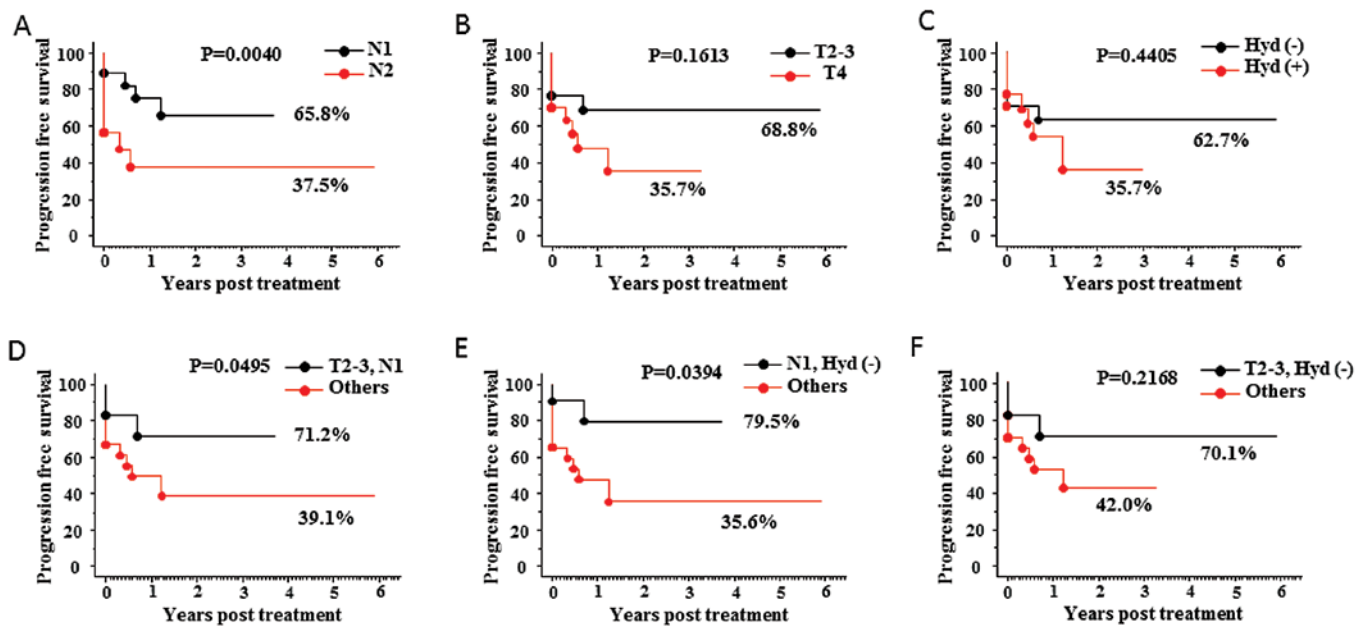 A
P=0.0040
N1
N2
Progression free survival
100
80
60
40
20
0
65.8%
37.5%
0 1 2 3 4 5 6
Years post treatment
B
P=0.1613
T2-3
T4
Progression free survival
100
80
60
40
20
0
68.8%
35.7%
0 1 2 3 4 5 6
Years post treatment
C
P=0.4405
Hyd (-)
Hyd (+)
Progression free survival
100
80
60
40
20
0
62.7%
35.7%
0 1 2 3 4 5 6
Years post treatment
D
P=0.0495
T2-3, N1
Others
Progression free survival
100
80
60
40
20
0
71.2%
39.1%
0 1 2 3 4 5 6
Years post treatment
E
P=0.0394
N1, Hyd (-)
Others
Progression free survival
100
80
60
40
20
0
79.5%
35.6%
0 1 2 3 4 5 6
Years post treatment
F
P=0.2168
T2-3, Hyd (-)
Others
Progression free survival
100
80
60
40
20
0
70.1%
42.0%
0 1 2 3 4 5 6
Years post treatment